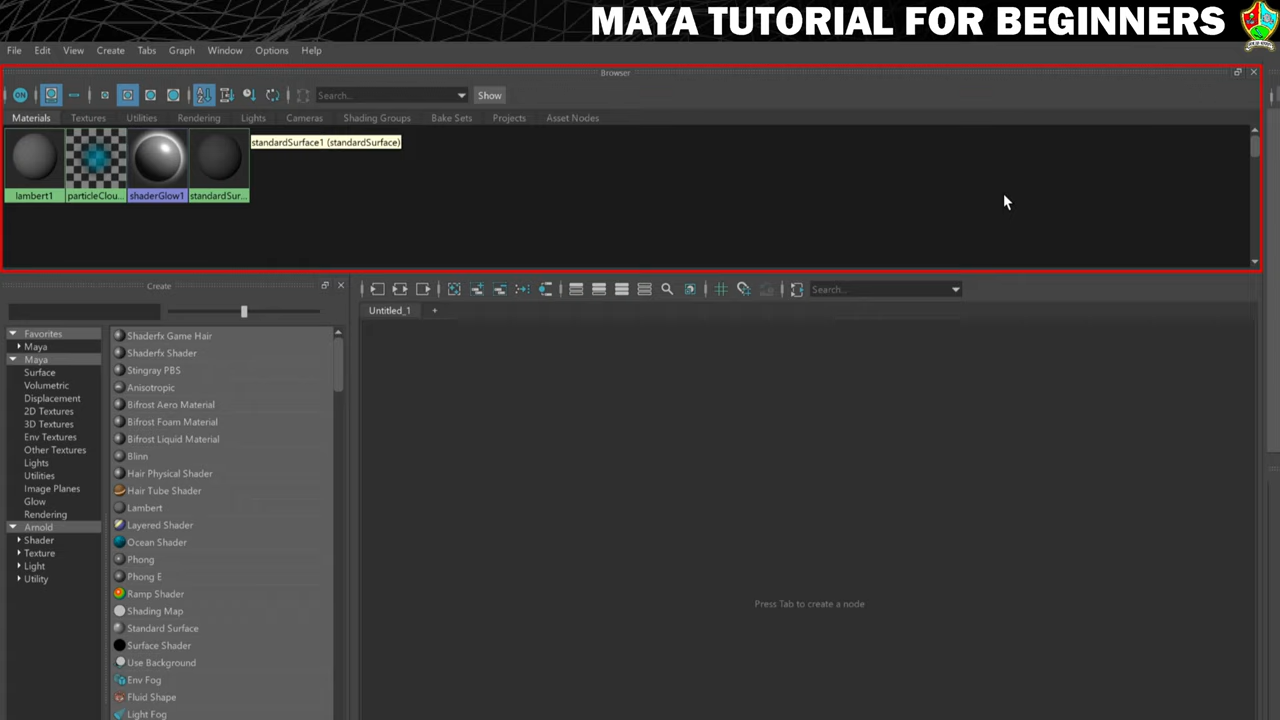 MAYA TUTORIAL FOR BEGINNERS
File Edit View Create Tabs Graph Window Options Help
Browser
ON Search... Show
Materials Textures Utilities Rendering Lights Cameras Shading Groups Bake Sets Projects Asset Nodes
standardSurface1 (standardSurface)
lambert1 particleClou... shaderGlow1 standardSur...
Create
Search...
Untitled_1 +
Favorites
Maya
Maya
Surface
Volumetric
Displacement
2D Textures
3D Textures
Env Textures
Other Textures
Lights
Utilities
Image Planes
Glow
Rendering
Arnold
Shader
Texture
Light
Utility
Shaderfx Game Hair
Shaderfx Shader
Stingray PBS
Anisotropic
Bifrost Aero Material
Bifrost Foam Material
Bifrost Liquid Material
Blinn
Hair Physical Shader
Hair Tube Shader
Lambert
Layered Shader
Ocean Shader
Phong
Phong E
Ramp Shader
Shading Map
Standard Surface
Surface Shader
Use Background
Env Fog
Fluid Shape
Light Fog
Press Tab to create a node